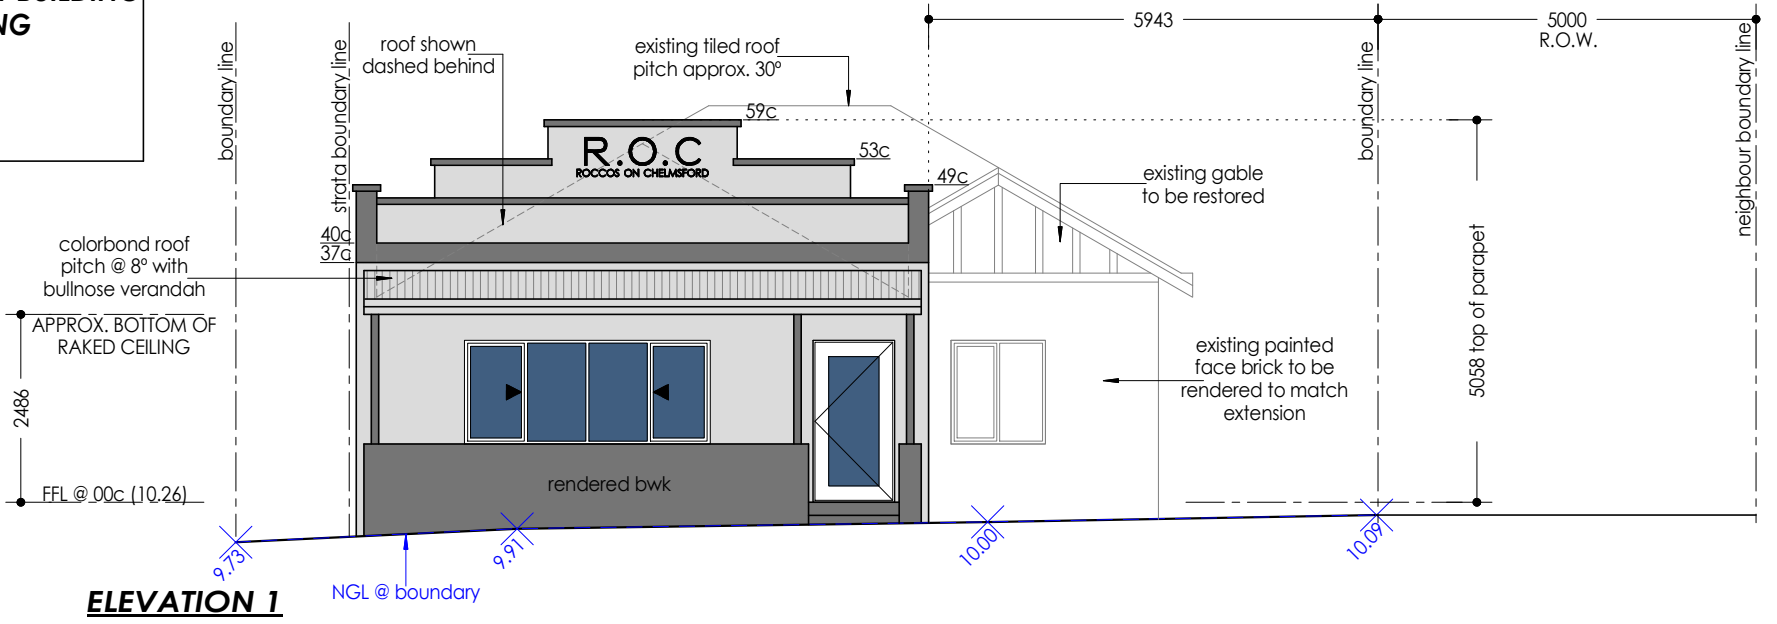 BUILDING
NG
5943
5000
R.O.W.
boundary line
strata boundary line
roof shown
dashed behind
existing tiled roof
pitch approx. 30º
boundary line
neighbour boundary line
59c
R.O.C
ROCCOS ON CHELMSFORD
53c
49c
existing gable
to be restored
40c
37c
colorbond roof
pitch @ 8º with
bullnose verandah
APPROX. BOTTOM OF
RAKED CEILING
2486
5058 top of parapet
existing painted
face brick to be
rendered to match
extension
rendered bwk
FFL @ 00c (10.26)
9.73
9.91
10.00
10.09
NGL @ boundary
ELEVATION 1